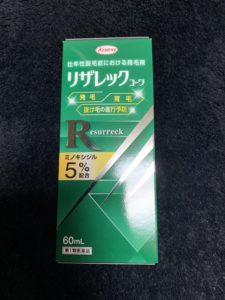 Kowa
壮年性脱毛症における発毛剤
リザレックコーワ
発毛 育毛
抜け毛の進行予防
Resurreck
ミノキシジル
5%
配合
60mL
第1類医薬品